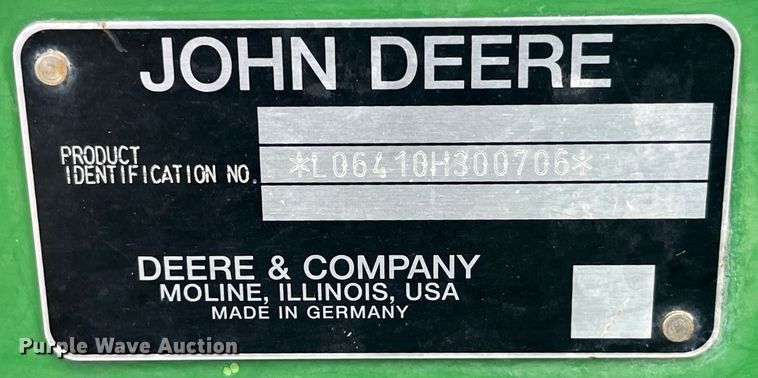 JOHN DEERE
PRODUCT
IDENTIFICATION NO.
*L06410H300706*
DEERE & COMPANY
MOLINE, ILLINOIS, USA
MADE IN GERMANY
Purple Wave Auction